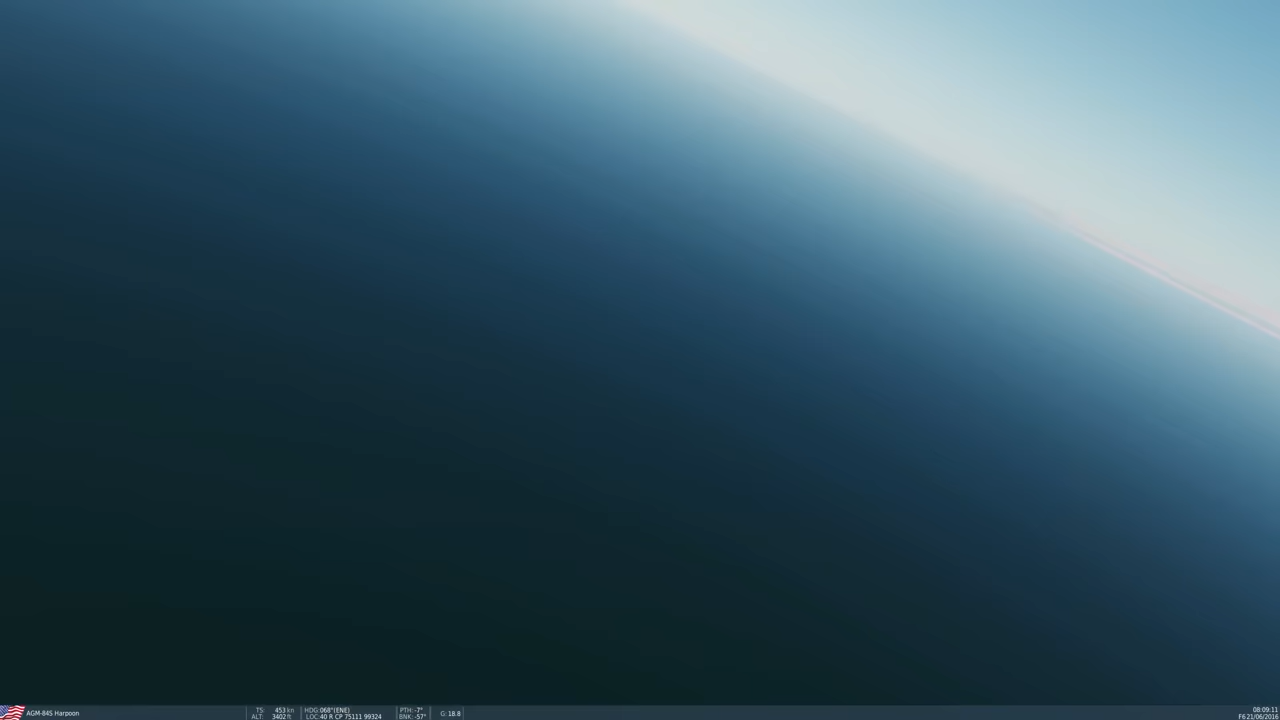 AGM-84S Harpoon
TS: 453 kn
ALT: 3402 ft
HDG: 068°(ENE)
LOC: 40 R CP 75111 99324
PTH: -7°
BNK: -57°
G: 18.8
08:09:11
F6 21/06/2016